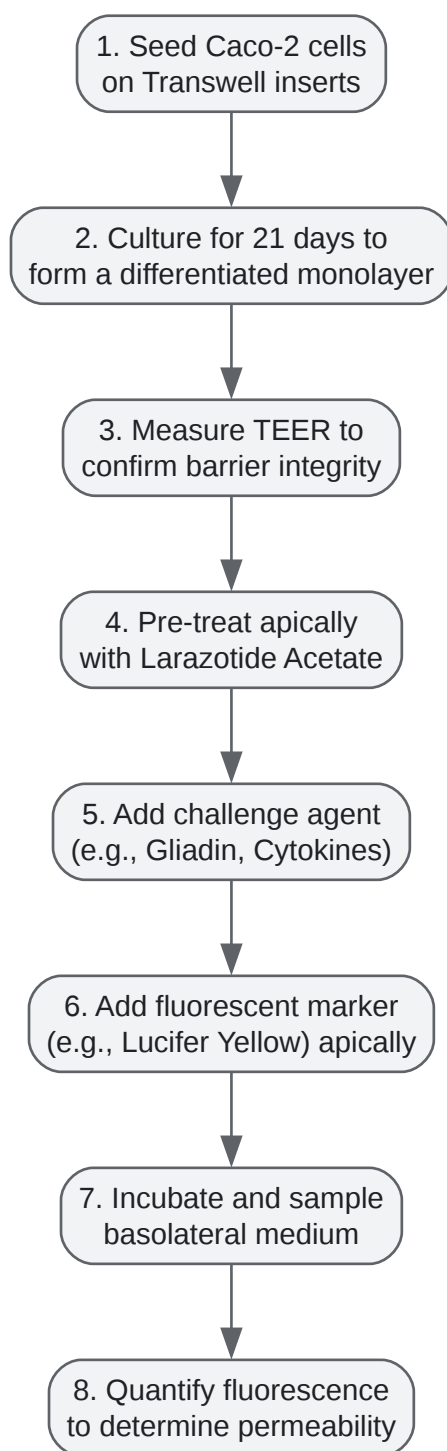 1. Seed Caco-2 cells
on Transwell inserts
2. Culture for 21 days to
form a differentiated monolayer
3. Measure TEER to
confirm barrier integrity
4. Pre-treat apically
with Larazotide Acetate
5. Add challenge agent
(e.g., Gliadin, Cytokines)
6. Add fluorescent marker
(e.g., Lucifer Yellow) apically
7. Incubate and sample
basolateral medium
8. Quantify fluorescence
to determine permeability